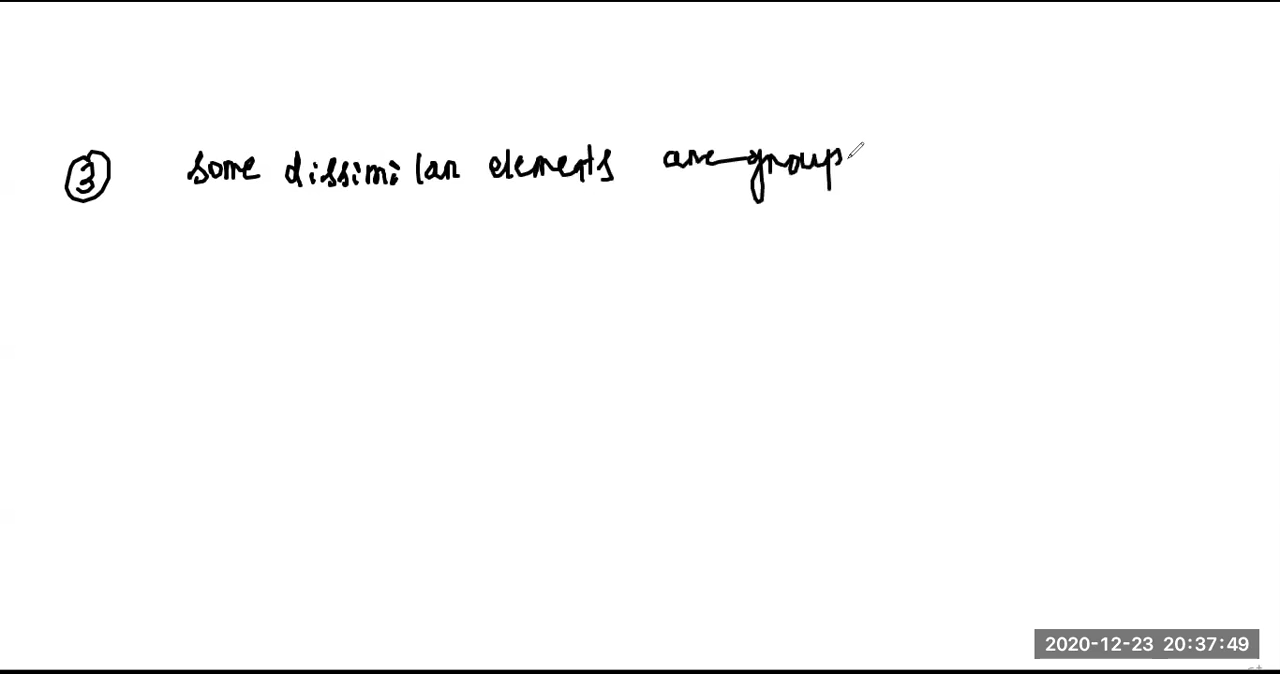 ③ some dissimilar elements are group
2020-12-23 20:37:49